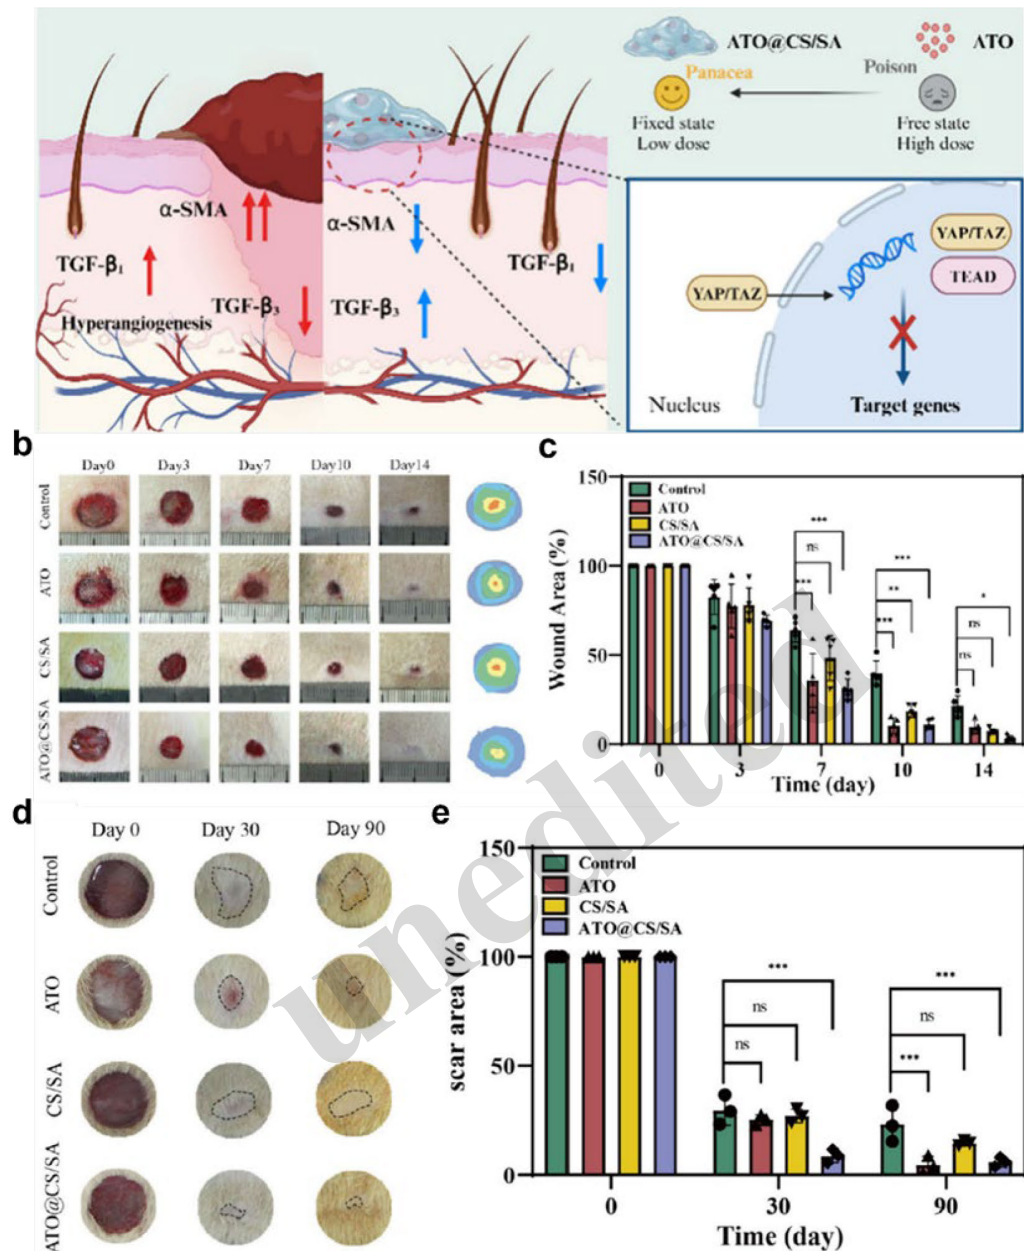 ATO@CS/SA
ATO
Panacea
Poison
Fixed state
Low dose
Free state
High dose
α-SMA
α-SMA
TGF-β₁
TGF-β₁
TGF-β₃
TGF-β₃
Hyperangiogenesis
YAP/TAZ
YAP/TAZ
TEAD
Nucleus
Target genes
b
Day0 Day3 Day7 Day10 Day14
Control
ATO
CS/SA
ATO@CS/SA
c
Wound Area (%)
150
100
50
0
Control
ATO
CS/SA
ATO@CS/SA
***
ns
***
***
**
***
*
ns
ns
0 3 7 10 14
Time (day)
d
Day 0 Day 30 Day 90
Control
ATO
CS/SA
ATO@CS/SA
e
scar area (%)
150
100
50
0
Control
ATO
CS/SA
ATO@CS/SA
***
ns
ns
***
ns
***
0 30 90
Time (day)
unedited